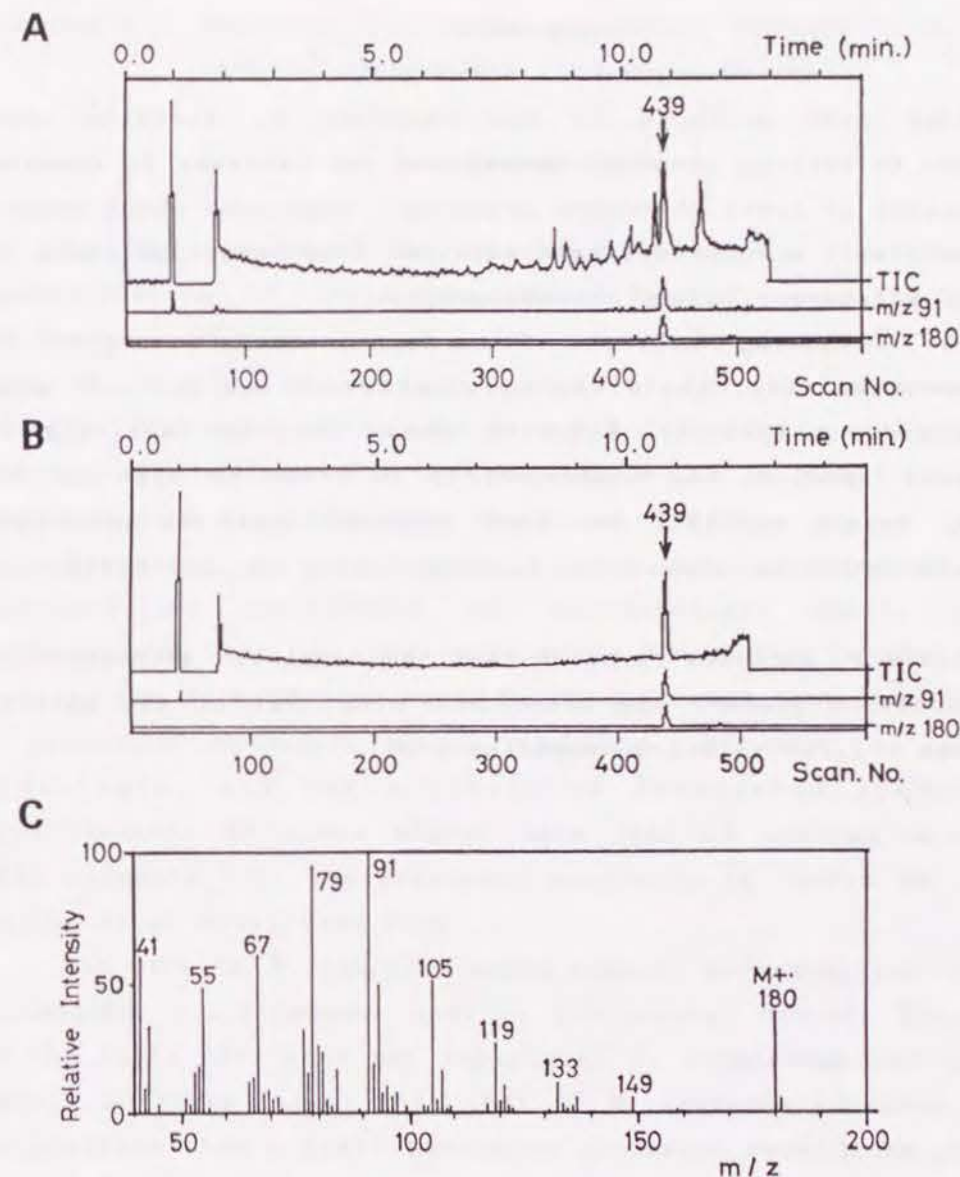 A
0.0 5.0 10.0 Time (min.)
439
TIC
m/z 91
m/z 180
100 200 300 400 500 Scan No.
B
0.0 5.0 10.0 Time (min)
439
TIC
m/z 91
m/z 180
100 200 300 400 500
Scan. No.
C
100
50
0
Relative Intensity
41
55
67
79
91
105
119
133
149
M+·
180
50 100 150 200
m / z